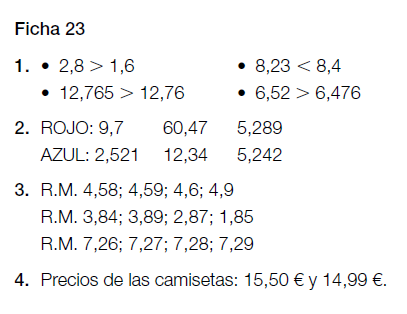 Ficha 23
1. • 2,8 > 1,6 • 8,23 < 8,4
• 12,765 > 12,76 • 6,52 > 6,476
2. ROJO: 9,7 60,47 5,289
AZUL: 2,521 12,34 5,242
3. R.M. 4,58; 4,59; 4,6; 4,9
R.M. 3,84; 3,89; 2,87; 1,85
R.M. 7,26; 7,27; 7,28; 7,29
4. Precios de las camisetas: 15,50 € y 14,99 €.